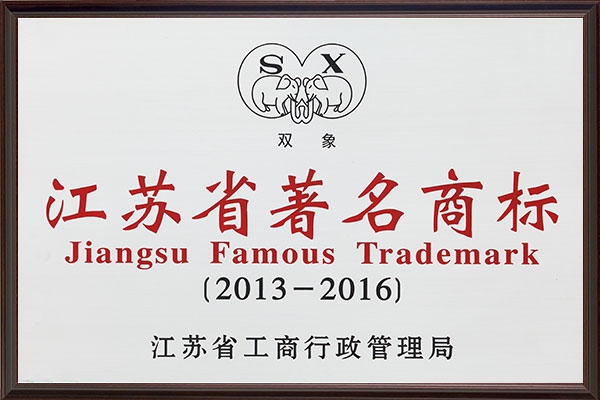 S X
双象
江苏省著名商标
Jiangsu Famous Trademark
(2013-2016)
江苏省工商行政管理局